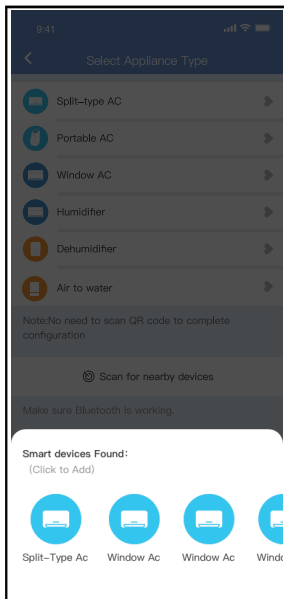 9:41
Select Appliance Type
Split-type AC
Portable AC
Window AC
Humidifier
Dehumidifier
Air to water
Note:No need to scan QR code to complete
configuration
Scan for nearby devices
Make sure Bluetooth is working.
Smart devices Found:
(Click to Add)
Split-Type Ac Window Ac Window Ac Windo